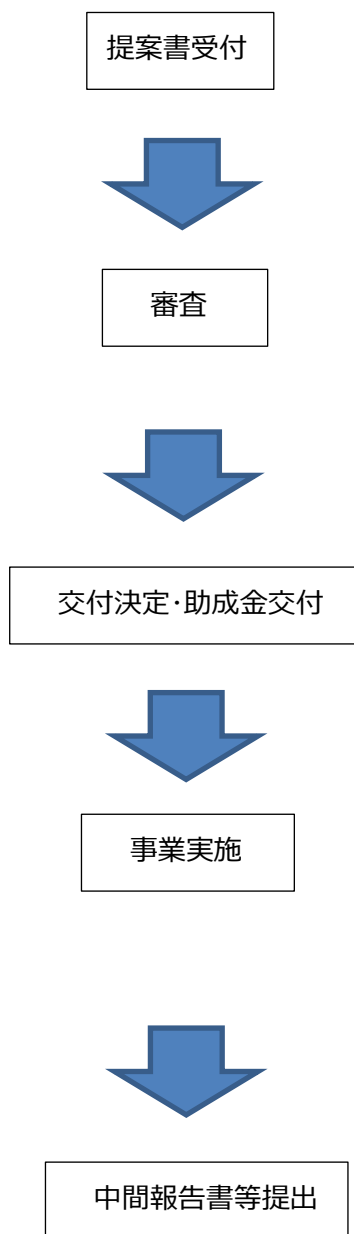 提案書受付
審査
交付決定･助成金交付
事業実施
中間報告書等提出